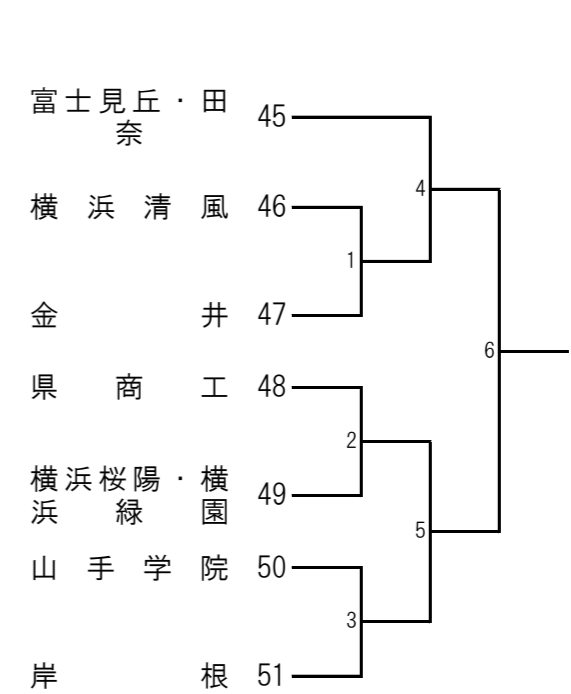 富士見丘・田 45
奈
4
横浜清風 46
1
金井 47
6
県商工 48
2
横浜桜陽・横 49
浜緑園
5
山手学院 50
3
岸根 51